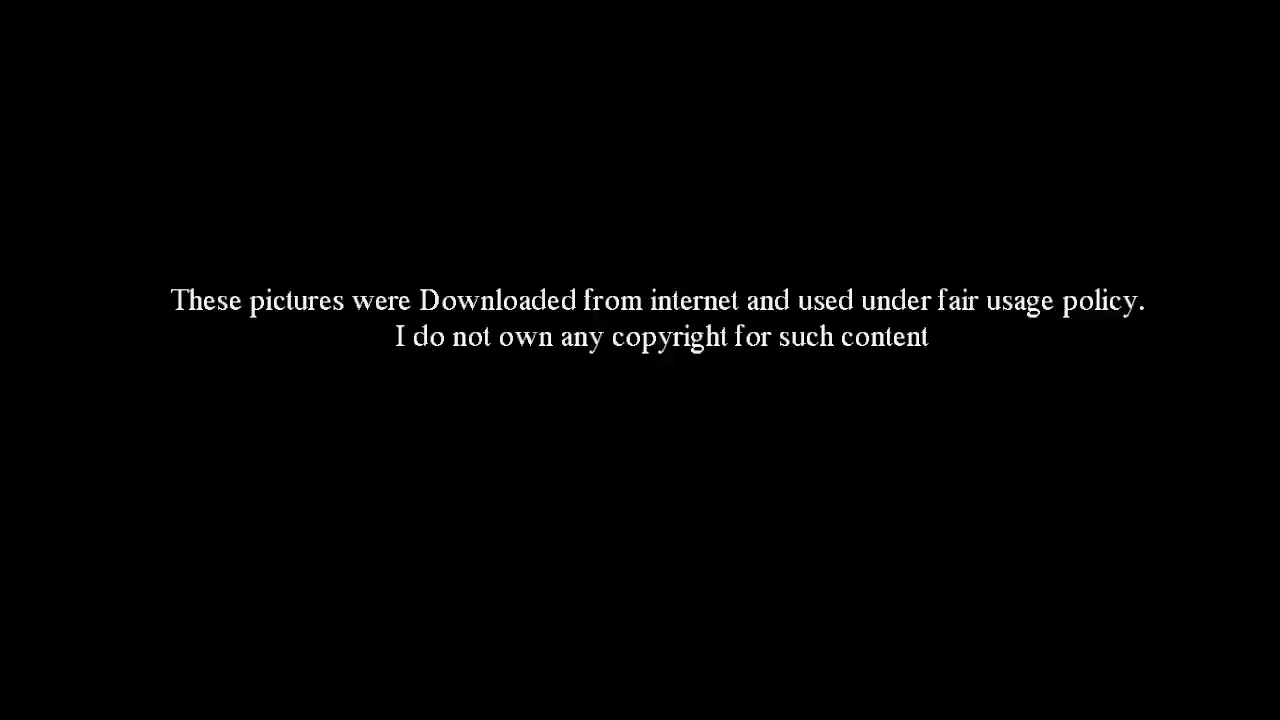 These pictures were Downloaded from internet and used under fair usage policy.
I do not own any copyright for such content